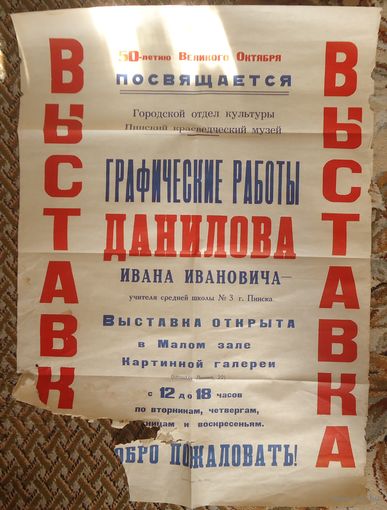 50-летию Великого Октября
ПОСВЯЩАЕТСЯ
Городской отдел культуры
Пинский краеведческий музей
ВЫСТАВК
ГРАФИЧЕСКИЕ РАБОТЫ
ДАНИЛОВА
ИВАНА ИВАНОВИЧА—
учителя средней школы № 3 г. Пинска
Выставка открыта
в Малом зале
Картинной галереи
с 12 до 18 часов
по вторникам, четвергам,
ницам и воскресеньям.
ОБРО ПОЖАЛОВАТЬ!
ВЫСТАВКА